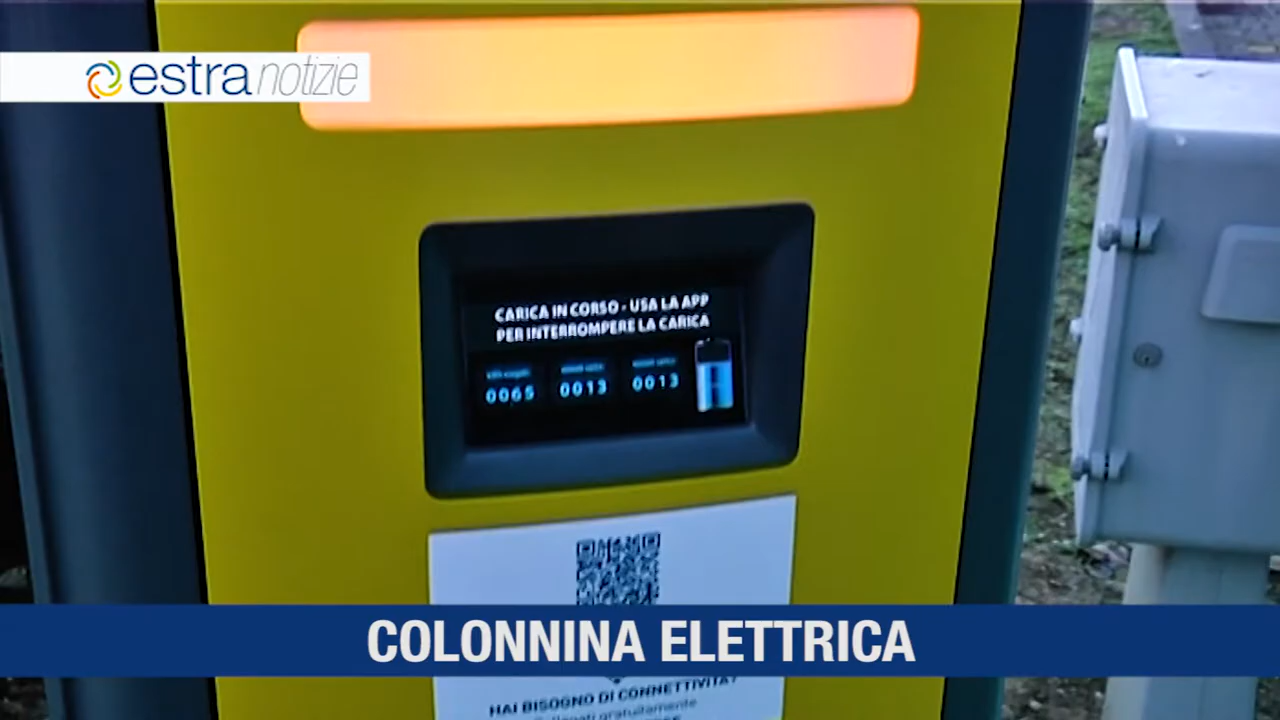 estra notizie
CARICA IN CORSO - USA LA APP
PER INTERROMPERE LA CARICA
0065 0013 0013
COLONNINA ELETTRICA
HAI BISOGNO DI CONNETTIVITA'?
gratuitamente